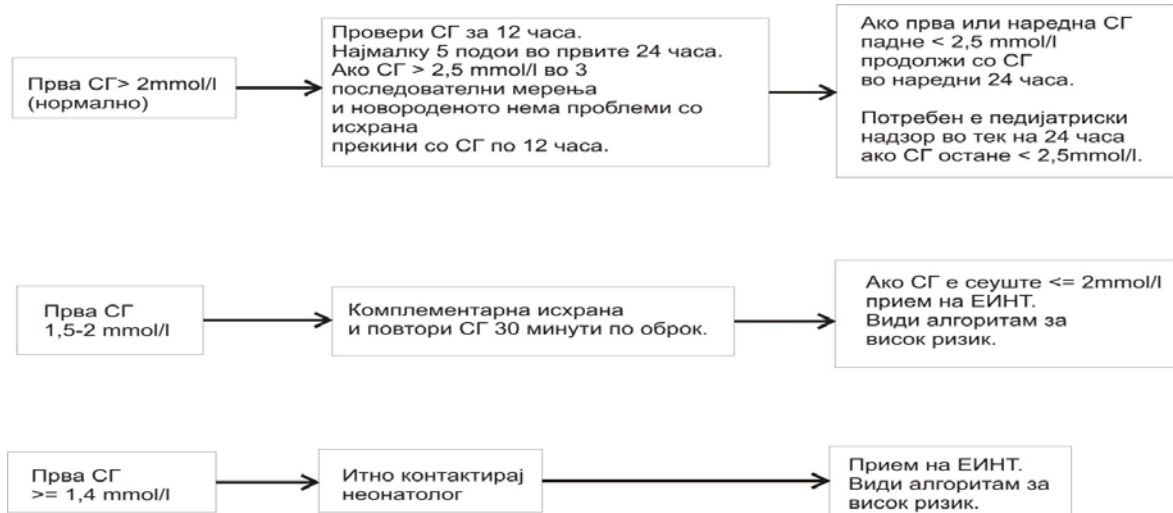 Прва СГ> 2mmol/l
(нормално)
Провери СГ за 12 часа.
Најмалку 5 подои во првите 24 часа.
Ако СГ > 2,5 mmol/l во 3
последователни мерења
и новороденото нема проблеми со
исхрана
прекини со СГ по 12 часа.
Ако прва или наредна СГ
падне < 2,5 mmol/l
продолжи со СГ
во наредни 24 часа.
Потребен е педијатриски
надзор во тек на 24 часа
ако СГ остане < 2,5mmol/l.
Прва СГ
1,5-2 mmol/l
Комплементарна исхрана
и повтори СГ 30 минути по оброк.
Ако СГ е сеуште <= 2mmol/l
прием на ЕИНТ.
Види алгоритам за
висок ризик.
Прва СГ
>= 1,4 mmol/l
Итно контактирај
неонатолог
Прием на ЕИНТ.
Види алгоритам за
висок ризик.